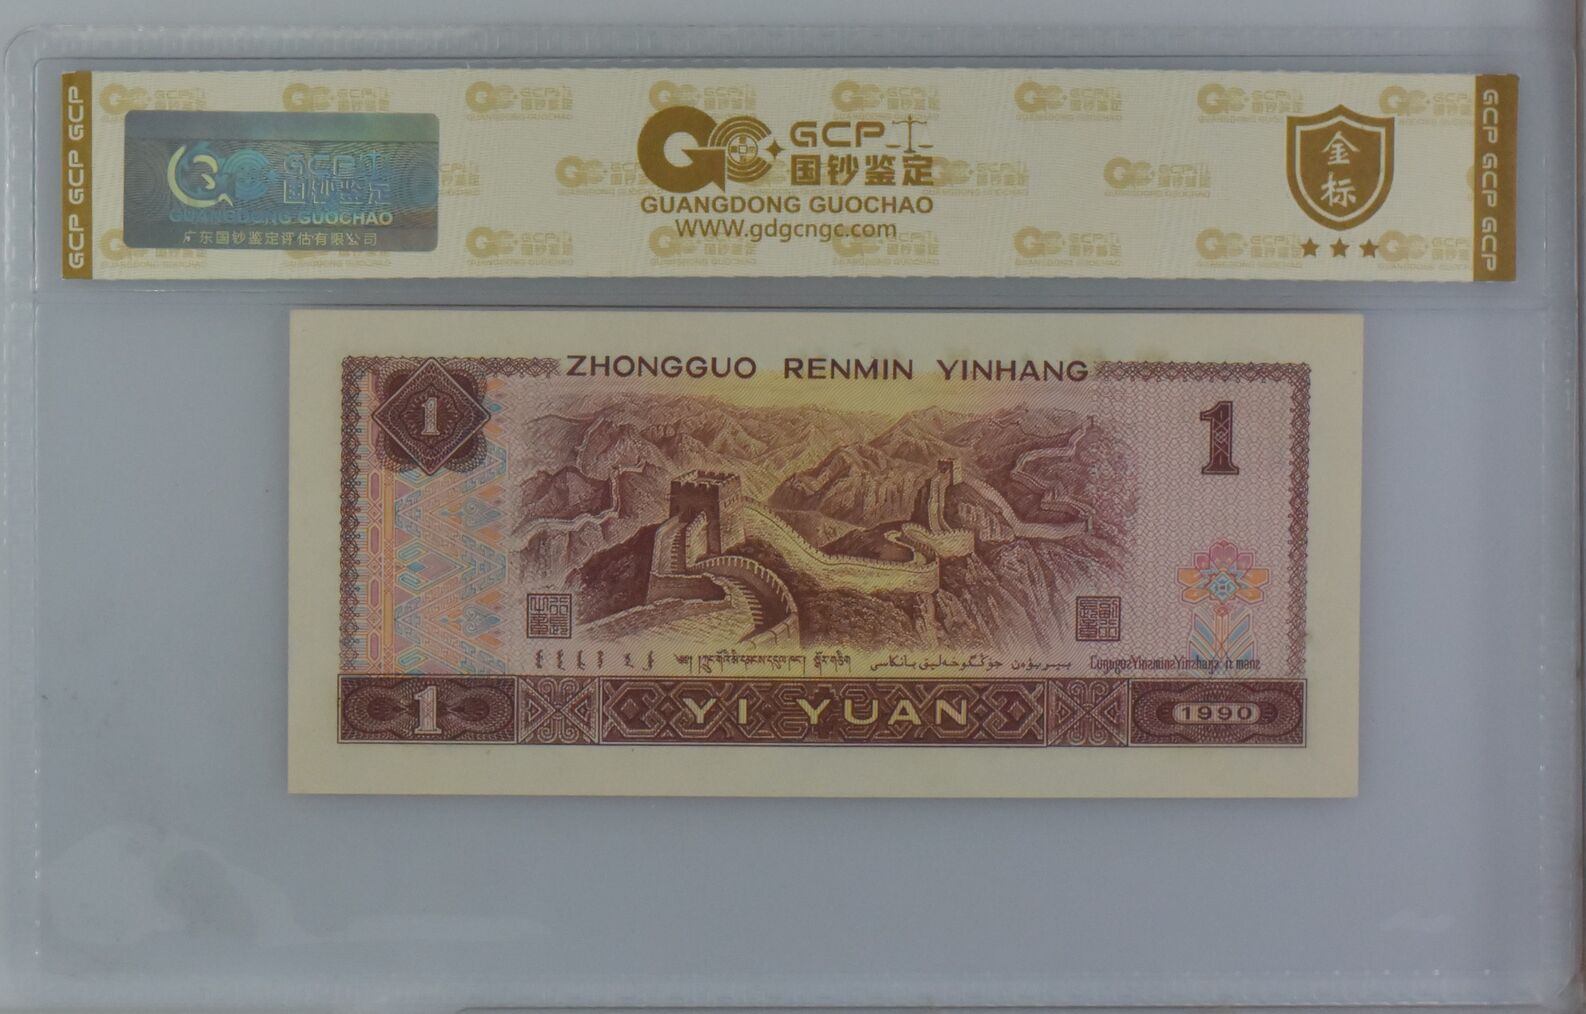 GCP GCP GCP
GCP 国钞鉴定
GUANGDONG GUOCHAO
广东国钞鉴定评估有限公司
GCP
国钞鉴定
GUANGDONG GUOCHAO
WWW.gdgcngc.com
金标
GCP GCP GCP
ZHONGGUO RENMIN YINHANG
1
1
1 YI YUAN 1990